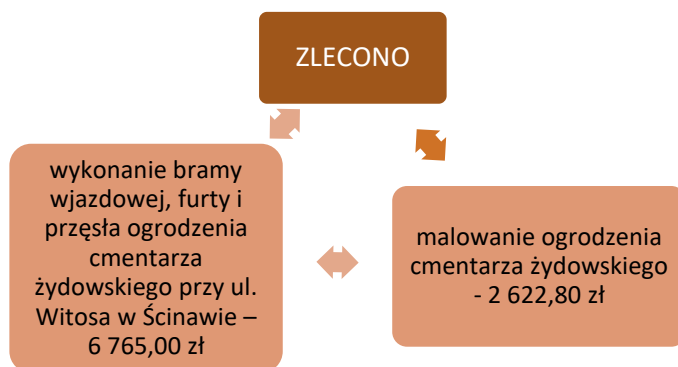 ZLECONO
wykonanie bramy
wjazdowej, furty i
przęsła ogrodzenia
cmentarza
żydowskiego przy ul.
Witosa w Ścinawie –
6 765,00 zł
malowanie ogrodzenia
cmentarza żydowskiego
- 2 622,80 zł